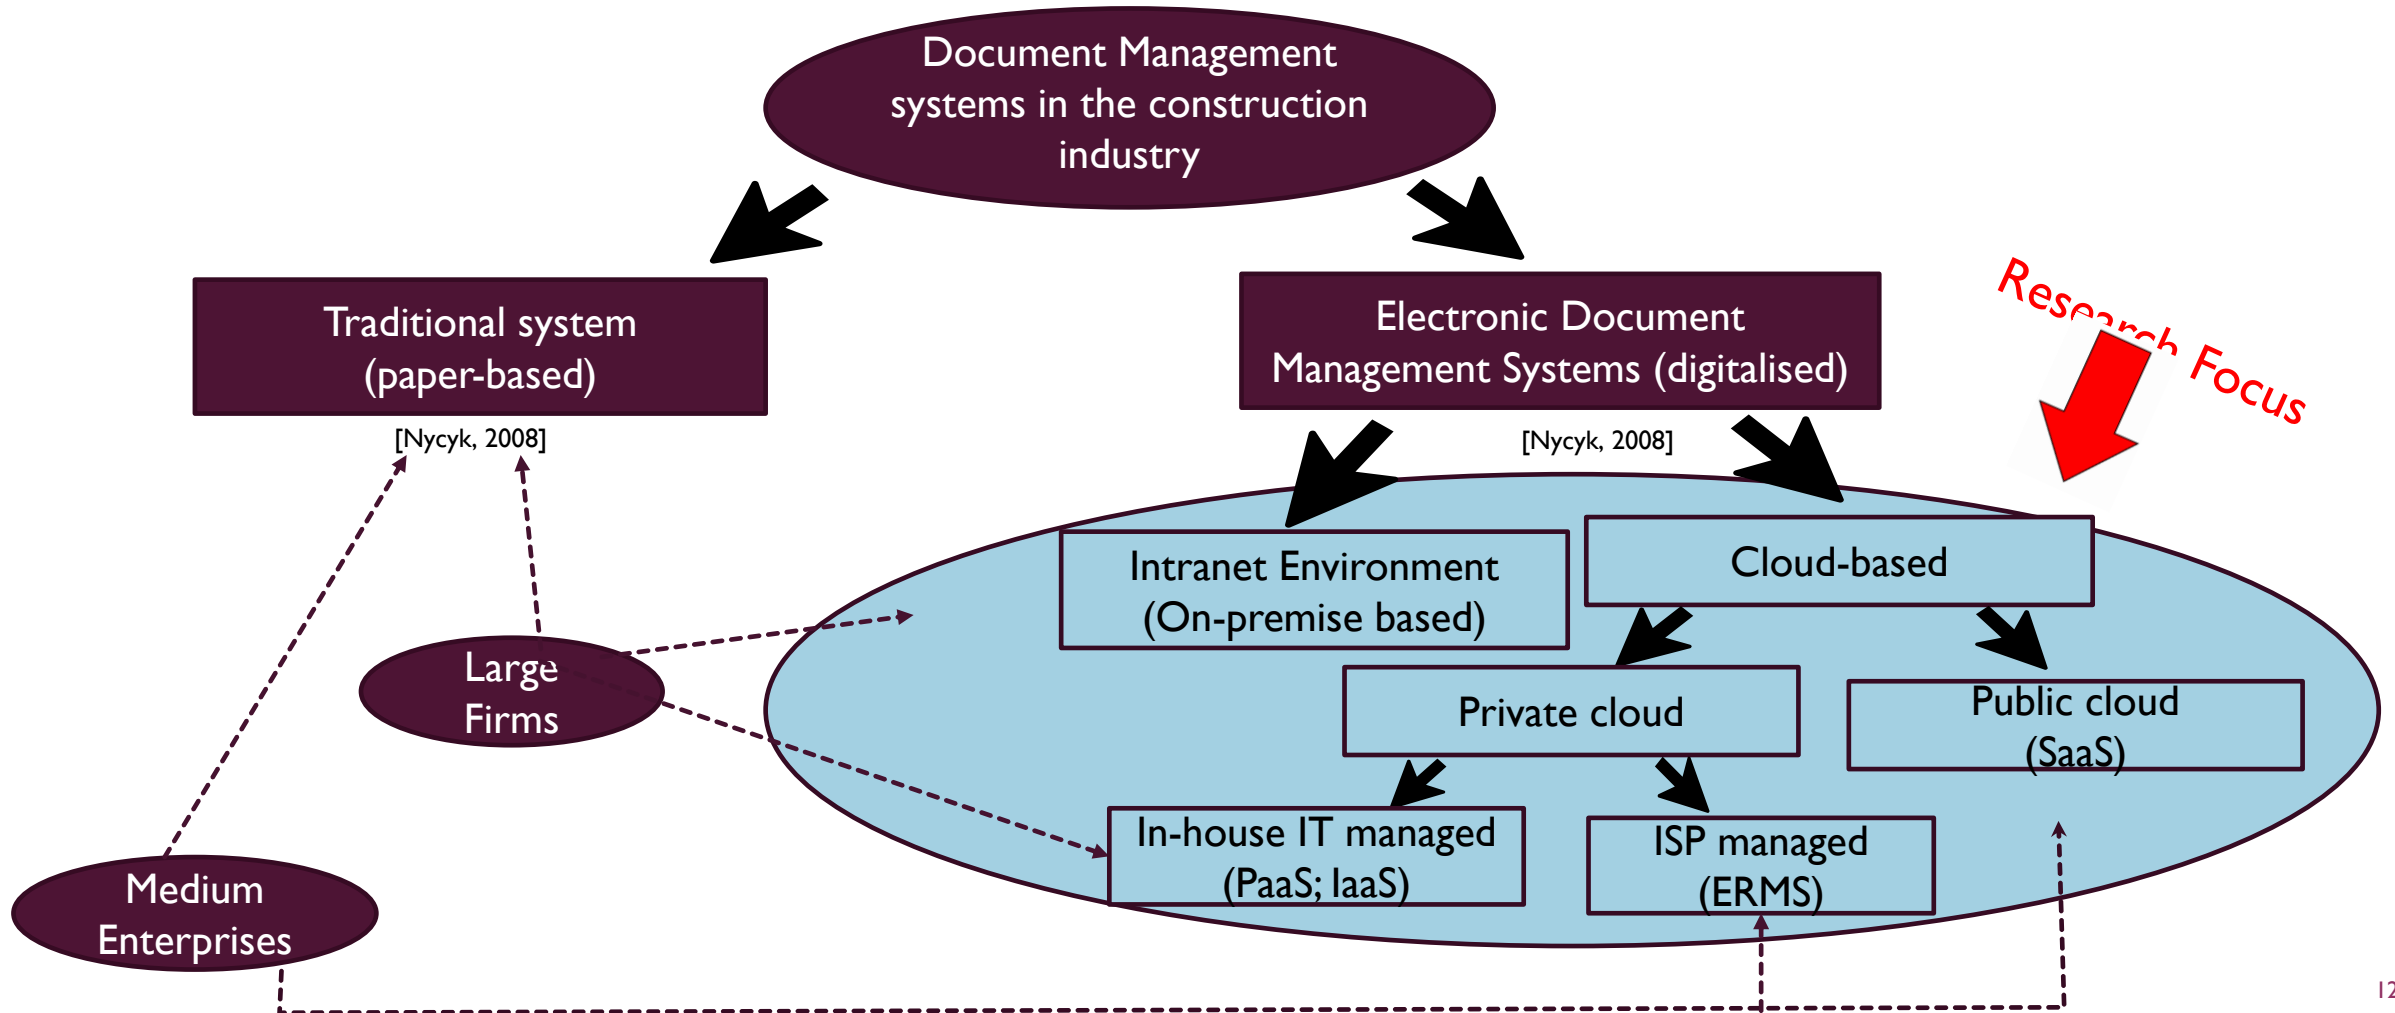 Document Management
systems in the construction
industry
Traditional system
(paper-based)
[Nycyk, 2008]
Electronic Document
Management Systems (digitalised)
[Nycyk, 2008]
Research Focus
Intranet Environment
(On-premise based)
Cloud-based
Large
Firms
Private cloud
Public cloud
(SaaS)
In-house IT managed
(PaaS; IaaS)
ISP managed
(ERMS)
Medium
Enterprises
12